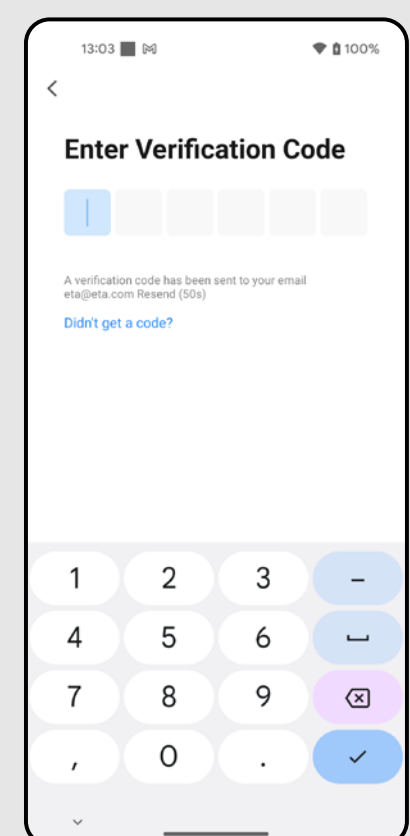 13:03 100%
Enter Verification Code
A verification code has been sent to your email
eta@eta.com Resend (50s)
Didn't get a code?
1 2 3 –
4 5 6
7 8 9
, 0 .